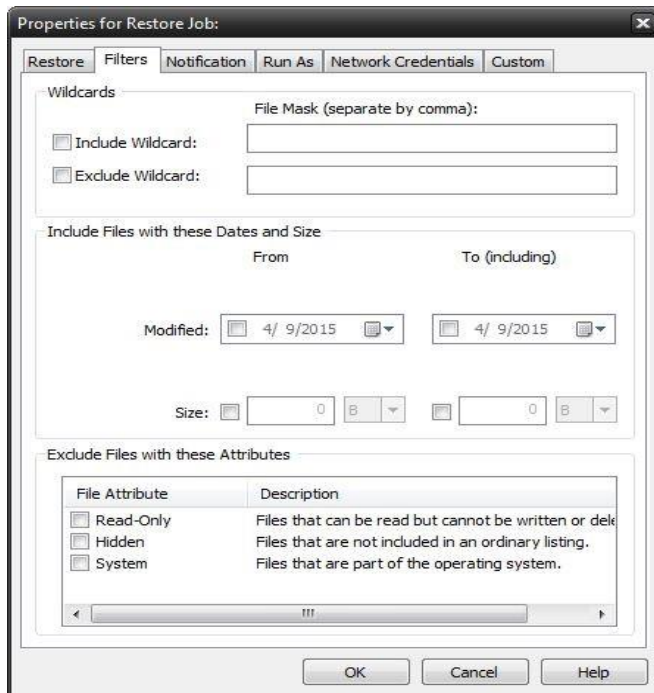 Properties for Restore Job:
Restore Filters Notification Run As Network Credentials Custom
Wildcards
File Mask (separate by comma):
Include Wildcard:
Exclude Wildcard:
Include Files with these Dates and Size
From To (including)
Modified: 4/ 9/2015 4/ 9/2015
Size: 0 B 0 B
Exclude Files with these Attributes
File Attribute Description
Read-Only Files that can be read but cannot be written or dele
Hidden Files that are not included in an ordinary listing.
System Files that are part of the operating system.
OK Cancel Help